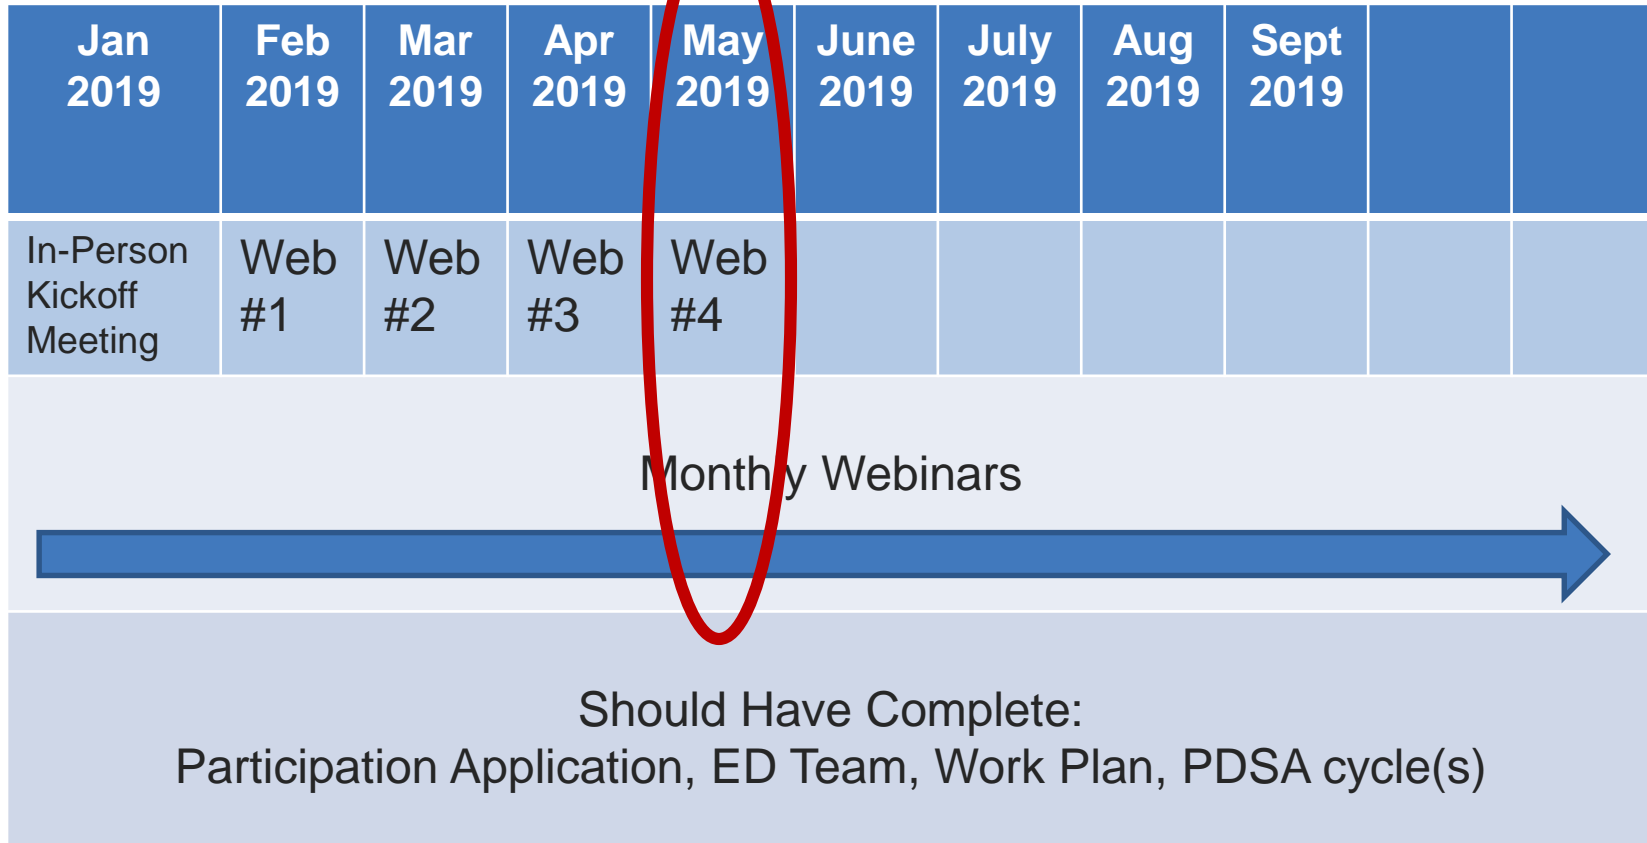 Jan 2019
Feb 2019
Mar 2019
Apr 2019
May 2019
June 2019
July 2019
Aug 2019
Sept 2019
In-Person
Kickoff
Meeting
Web
#1
Web
#2
Web
#3
Web
#4
Monthly Webinars
Should Have Complete:
Participation Application, ED Team, Work Plan, PDSA cycle(s)